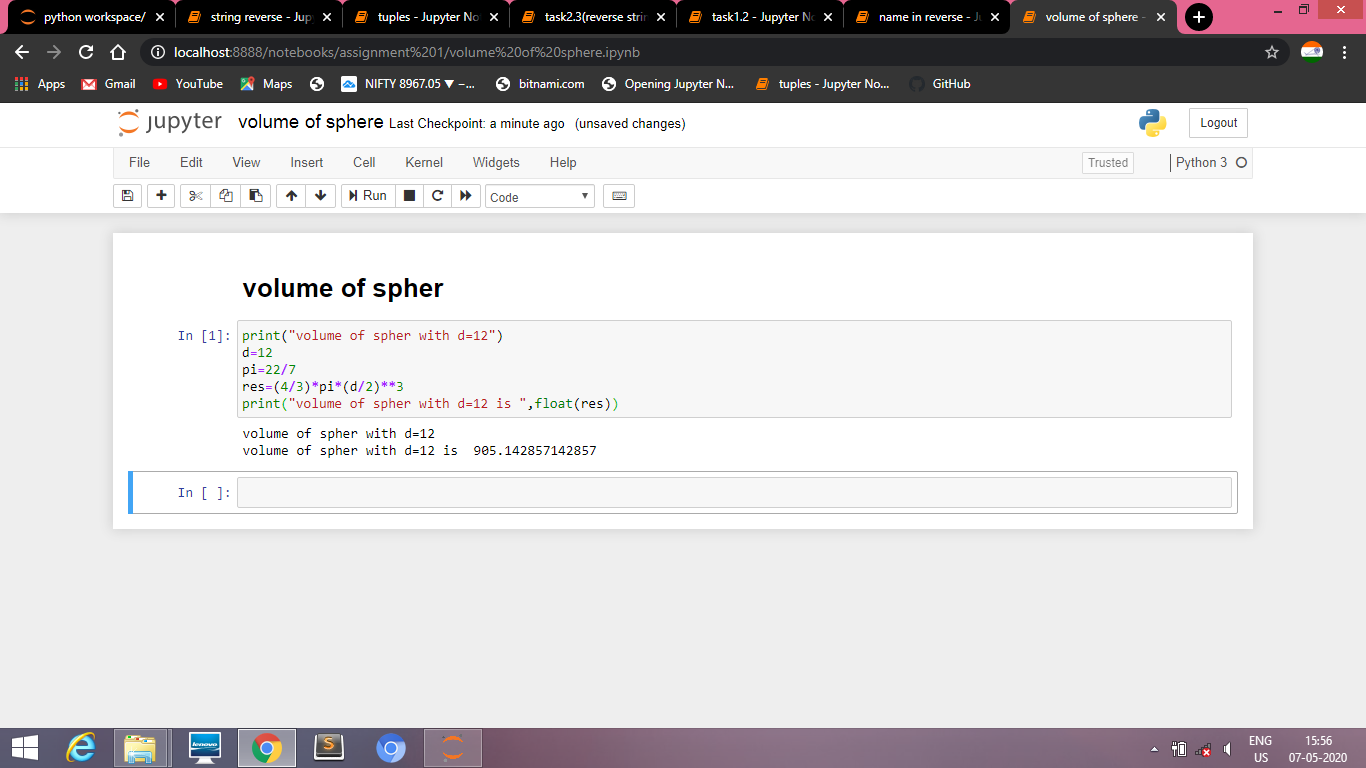 python workspace/
string reverse - Jup
tuples - Jupyter No
task2.3(reverse strin
task1.2 - Jupyter N
name in reverse - J
volume of sphere -
localhost:8888/notebooks/assignment%201/volume%20of%20sphere.ipynb
Apps Gmail YouTube Maps NIFTY 8967.05 ▼ –... bitnami.com Opening Jupyter N... tuples - Jupyter No... GitHub
jupyter volume of sphere Last Checkpoint: a minute ago (unsaved changes) Logout
File Edit View Insert Cell Kernel Widgets Help Trusted Python 3
Run Code
volume of spher
In [1]: print("volume of spher with d=12")
d=12
pi=22/7
res=(4/3)*pi*(d/2)**3
print("volume of spher with d=12 is ",float(res))
volume of spher with d=12
volume of spher with d=12 is  905.142857142857
In [ ]:
lenovo
S
ENG 15:56
US 07-05-2020